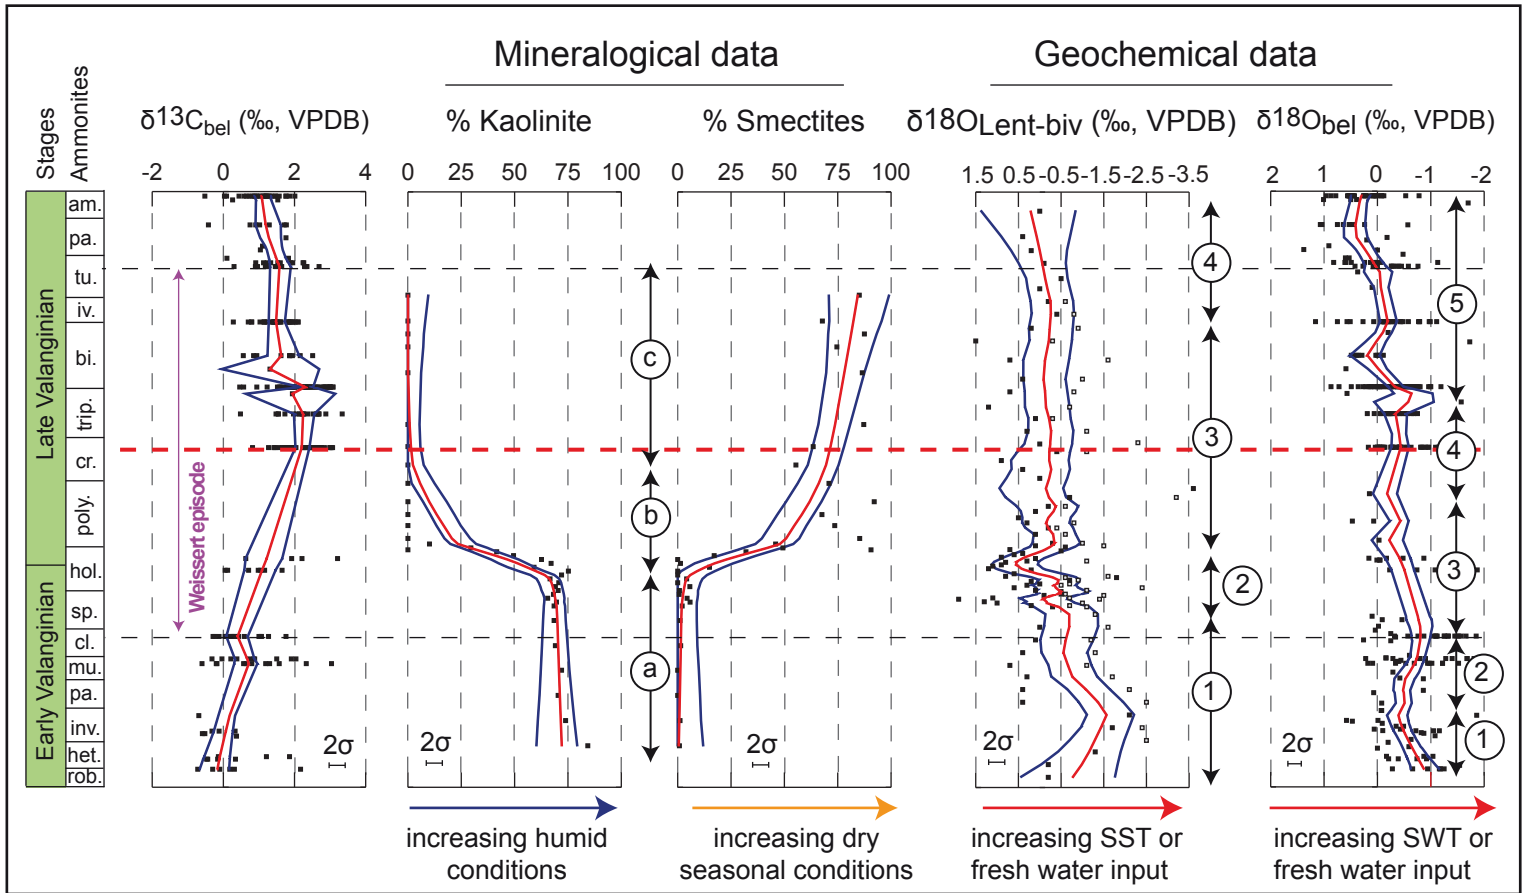 Mineralogical data
Geochemical data
Stages
Ammonites
δ13Cbel (‰, VPDB)
% Kaolinite
% Smectites
δ18OLent-biv (‰, VPDB)
δ18Obel (‰, VPDB)
-2 0 2 4
0 25 50 75 100
0 25 50 75 100
1.5 0.5 -0.5 -1.5 -2.5 -3.5
2 1 0 -1 -2
Late Valanginian
Early Valanginian
am.
pa.
tu.
iv.
bi.
trip.
cr.
poly.
hol.
sp.
cl.
mu.
pa.
inv.
het.
rob.
Weissert episode
2σ
2σ
c
b
a
2σ
4
3
2
1
2σ
5
4
3
2
1
2σ
increasing humid
conditions
increasing dry
seasonal conditions
increasing SST or
fresh water input
increasing SWT or
fresh water input